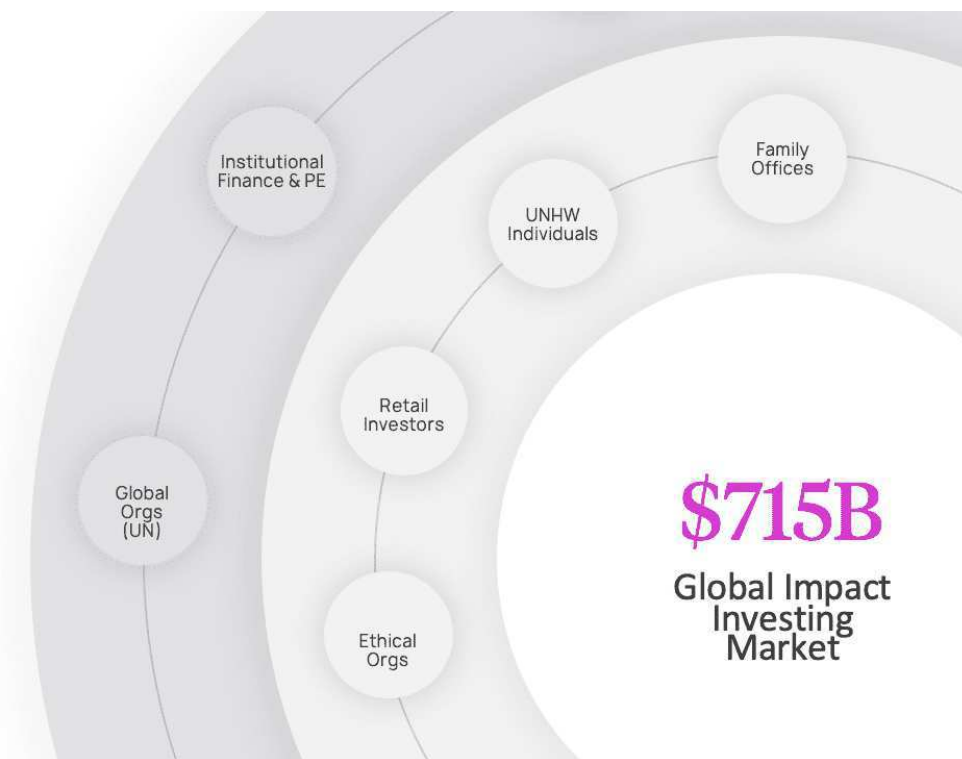 Family
Offices
Institutional
Finance & PE
UNHW
Individuals
Retail
Investors
Global
Orgs
(UN)
$715B
Global Impact
Investing
Market
Ethical
Orgs